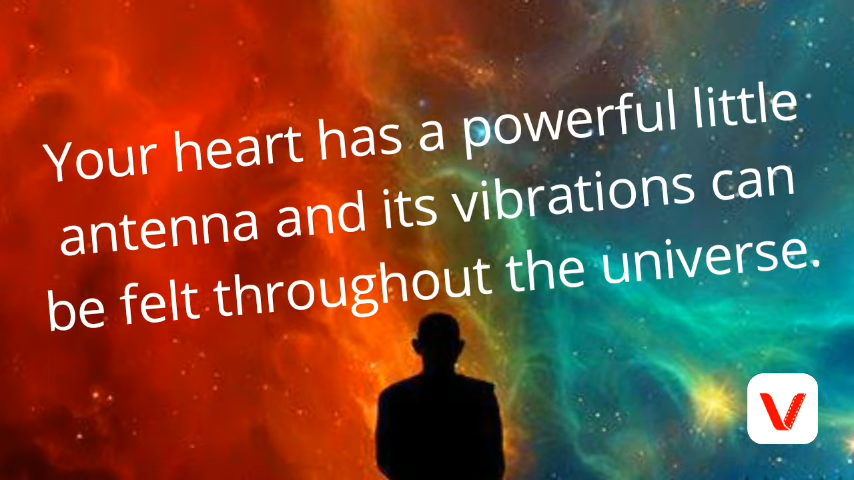 Your heart has a powerful little
antenna and its vibrations can
be felt throughout the universe.